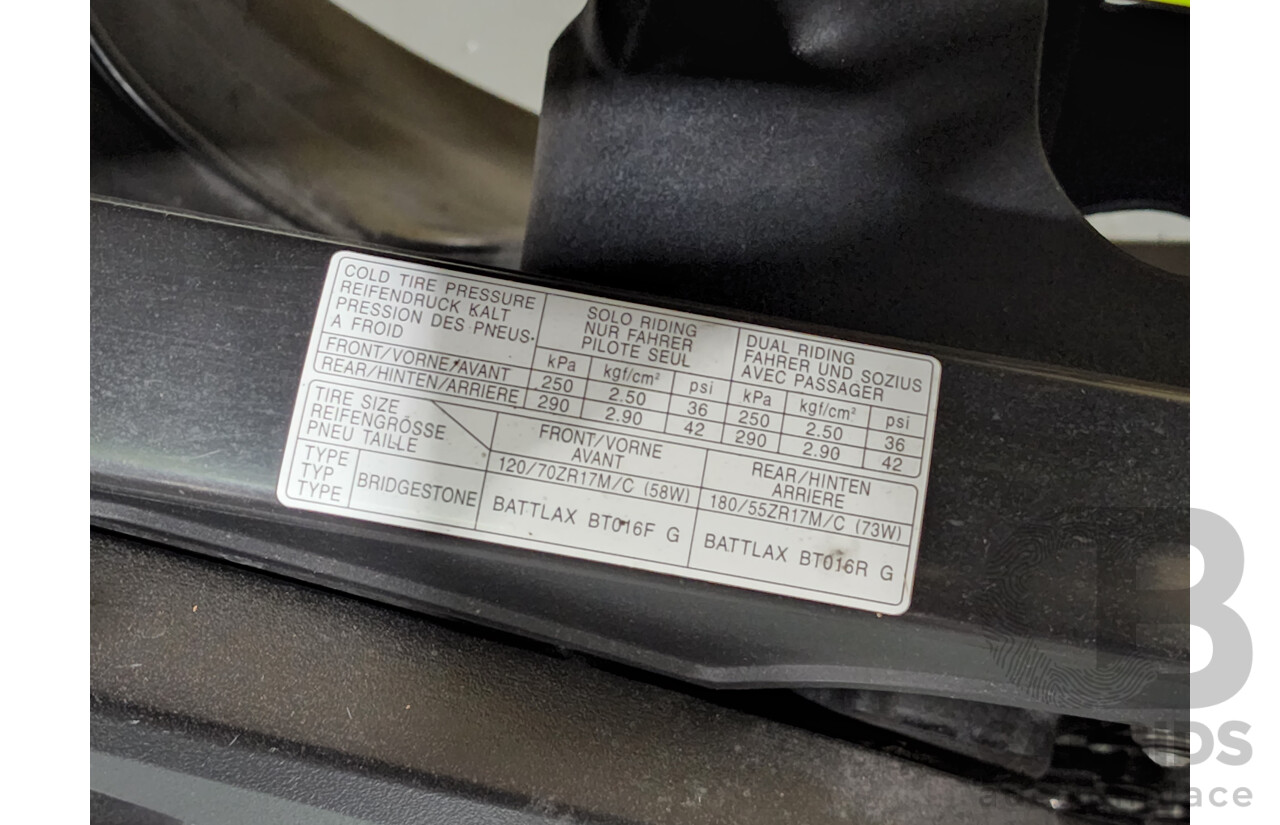 COLD TIRE PRESSURE
REIFENDRUCK KALT
PRESSION DES PNEUS
A FROID
SOLO RIDING
NUR FAHRER
PILOTE SEUL
DUAL RIDING
FAHRER UND SOZIUS
AVEC PASSAGER
kPa kgf/cm² psi kPa kgf/cm² psi
FRONT/VORNE/AVANT 250 2.50 36 250 2.50 36
REAR/HINTEN/ARRIERE 290 2.90 42 290 2.90 42
TIRE SIZE
REIFENGRÖSSE
PNEU TAILLE
FRONT/VORNE
AVANT
REAR/HINTEN
ARRIERE
120/70ZR17M/C (58W) 180/55ZR17M/C (73W)
TYPE
TYP
TYPE
BRIDGESTONE BATTLAX BT016F G BATTLAX BT016R G